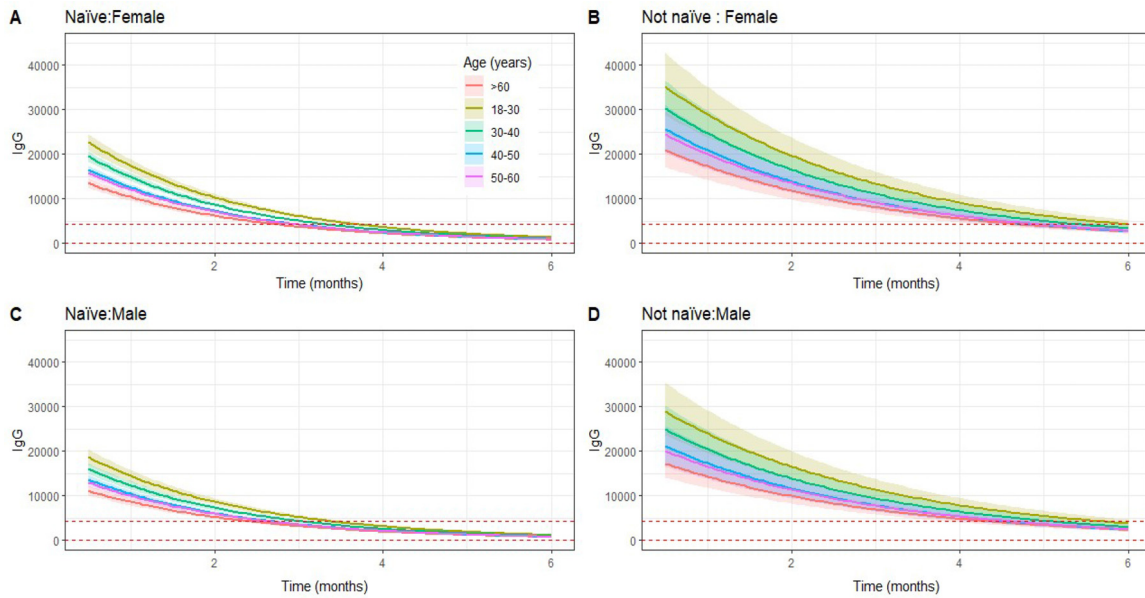 A Naïve:Female
40000
30000
20000
10000
0
IgG
2 4 6
Time (months)
Age (years)
>60
18-30
30-40
40-50
50-60
B Not naïve : Female
40000
30000
20000
10000
0
IgG
2 4 6
Time (months)
C Naïve:Male
40000
30000
20000
10000
0
IgG
2 4 6
Time (months)
D Not naïve:Male
40000
30000
20000
10000
0
IgG
2 4 6
Time (months)